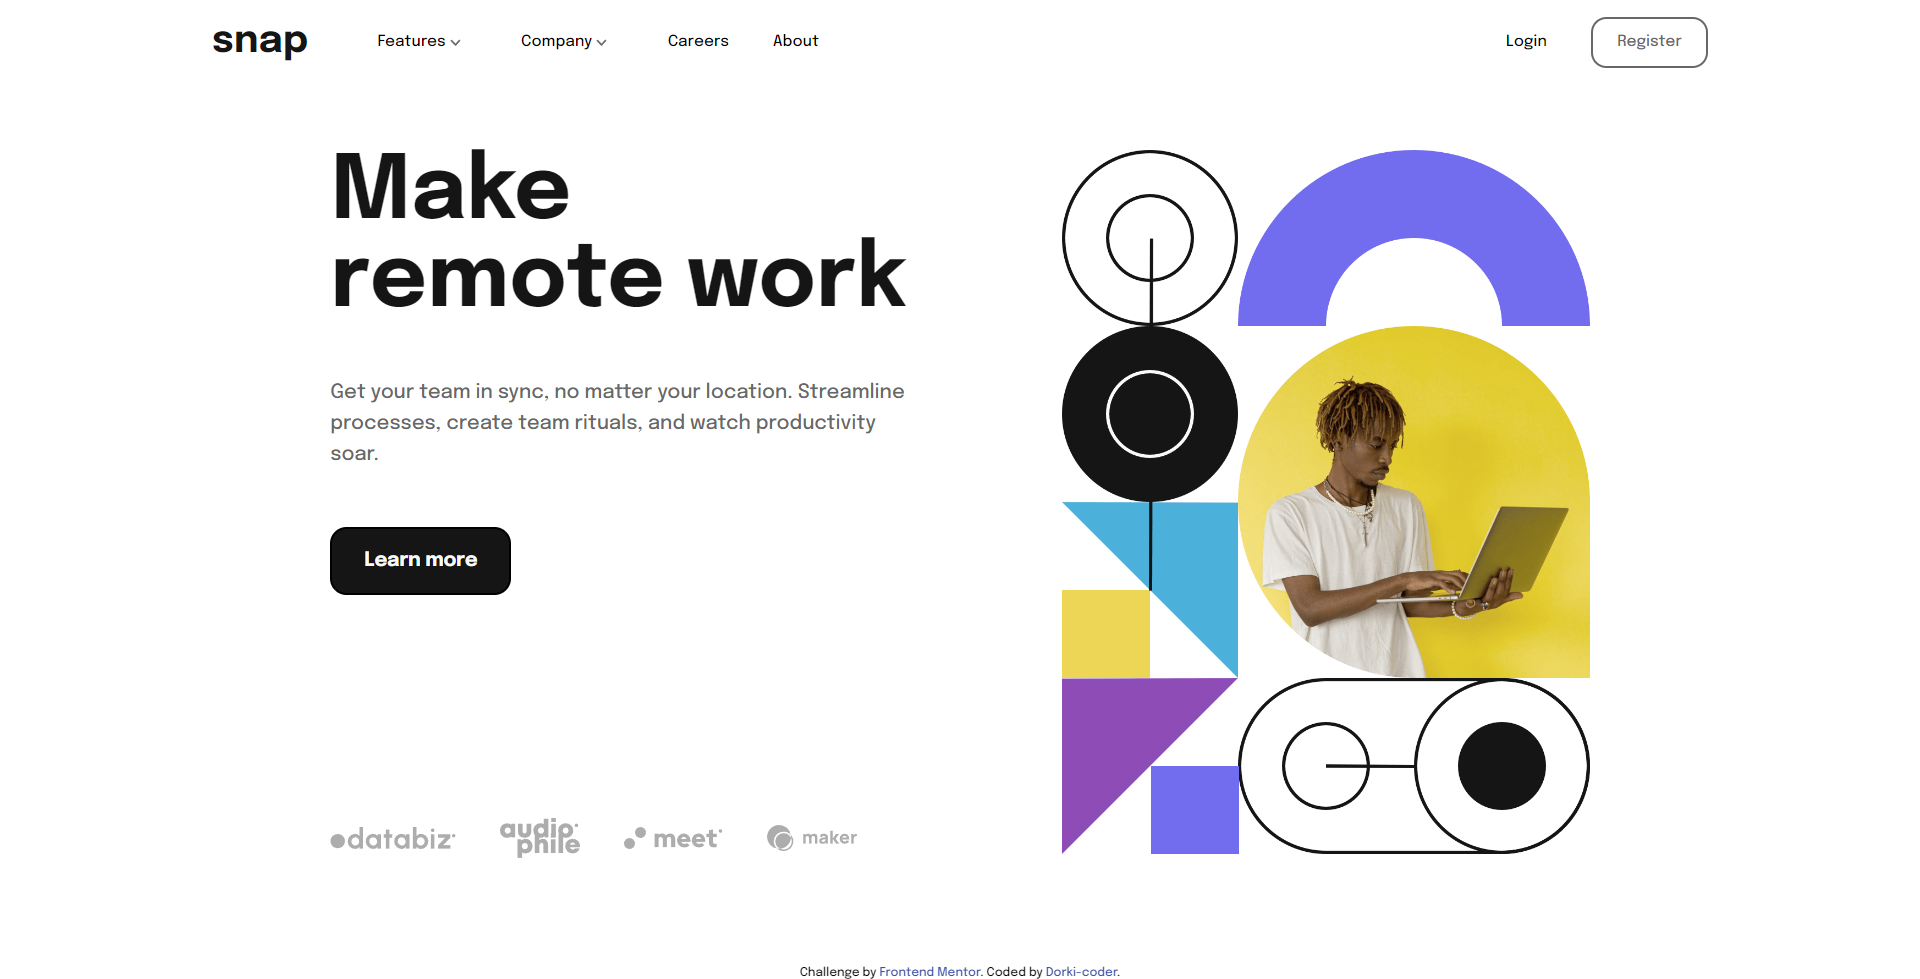 snap
Features
Company
Careers
About
Login
Register
Make
remote work
Get your team in sync, no matter your location. Streamline
processes, create team rituals, and watch productivity
soar.
Learn more
databiz
audio
phile
meet
maker
Challenge by Frontend Mentor. Coded by Dorki-coder.